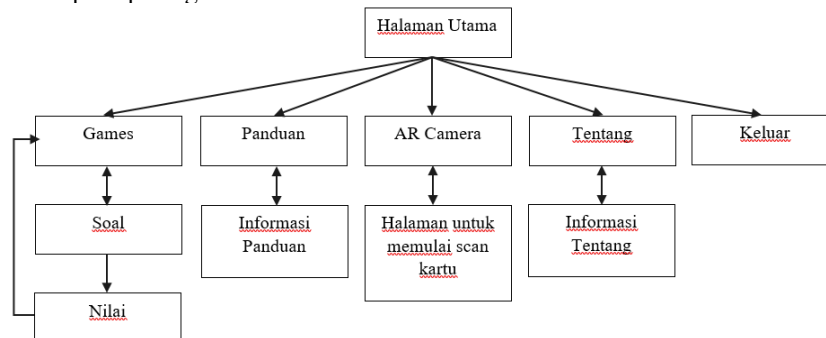 Halaman Utama
Games
Panduan
AR Camera
Tentang
Keluar
Soal
Informasi
Panduan
Halaman untuk
memulai scan
kartu
Informasi
Tentang
Nilai